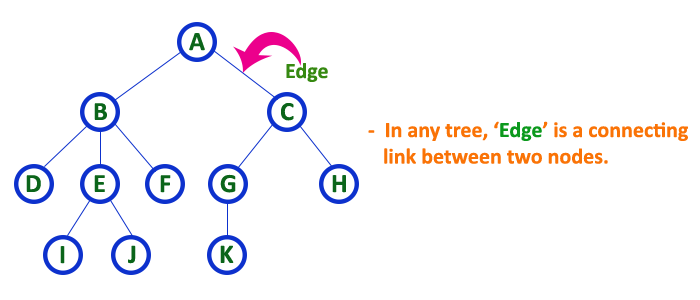 A
Edge
B
C
- In any tree, ‘Edge’ is a connecting
link between two nodes.
D
E
F
G
H
I
J
K